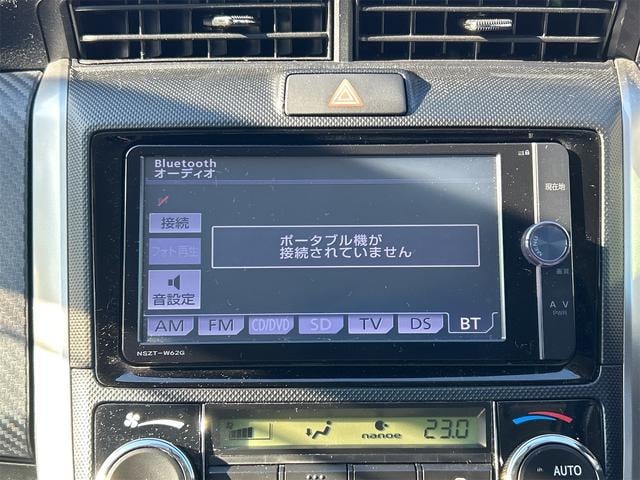 Bluetooth
オーディオ
接続
フォト再生
音設定
ポータブル機が
接続されていません
AM FM CD/DVD SD TV DS BT
NSZT-W62G
現在地
画質
AV
PWR
nanoe 23.0
AUTO